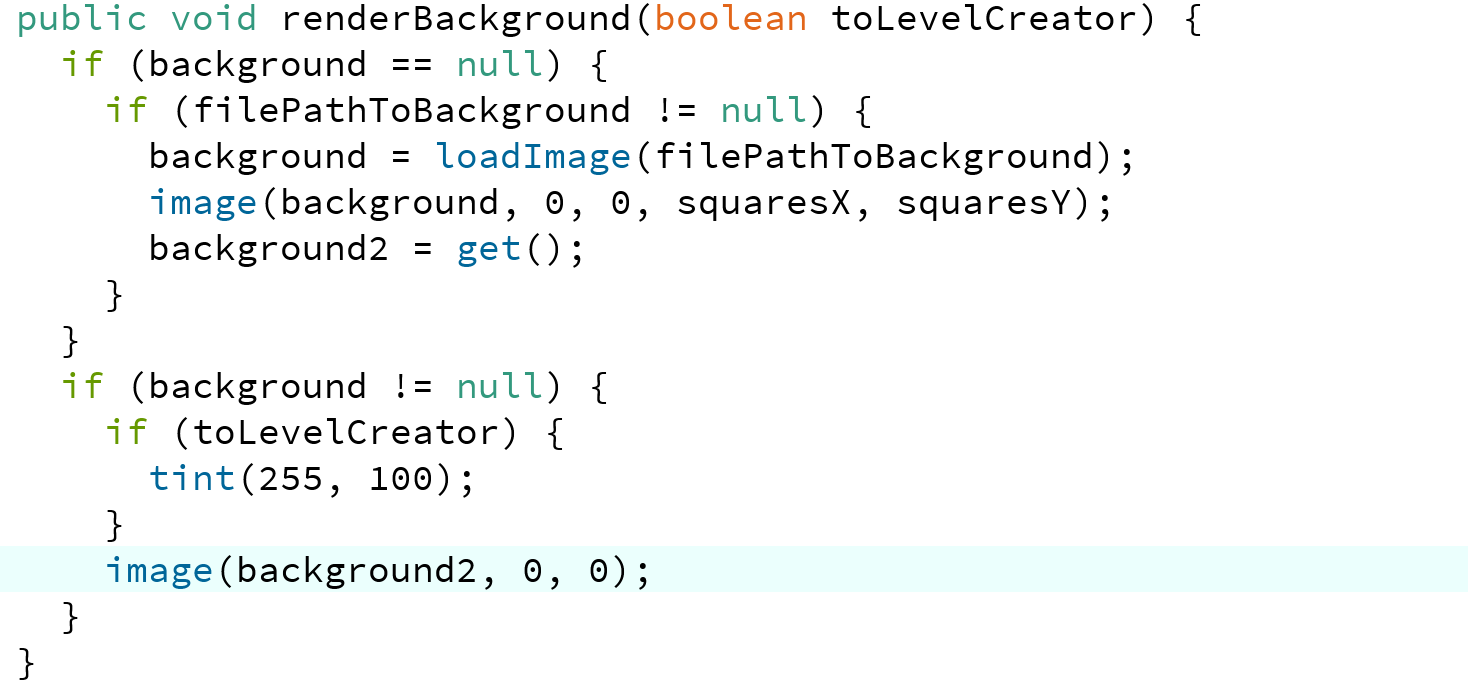 public void renderBackground(boolean toLevelCreator) {
  if (background == null) {
    if (filePathToBackground != null) {
      background = loadImage(filePathToBackground);
      image(background, 0, 0, squaresX, squaresY);
      background2 = get();
    }
  }
  if (background != null) {
    if (toLevelCreator) {
      tint(255, 100);
    }
    image(background2, 0, 0);
  }
}